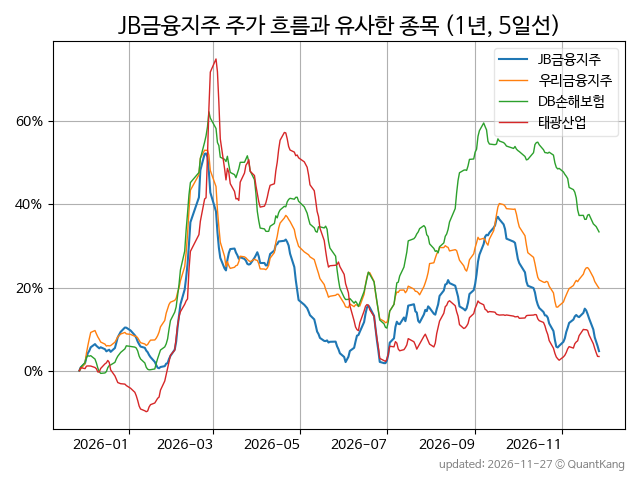 JB금융지주 주가 흐름과 유사한 종목 (1년, 5일선)
JB금융지주
우리금융지주
DB손해보험
태광산업
60%
40%
20%
0%
2026-01 2026-03 2026-05 2026-07 2026-09 2026-11
updated: 2026-11-27 © QuantKang